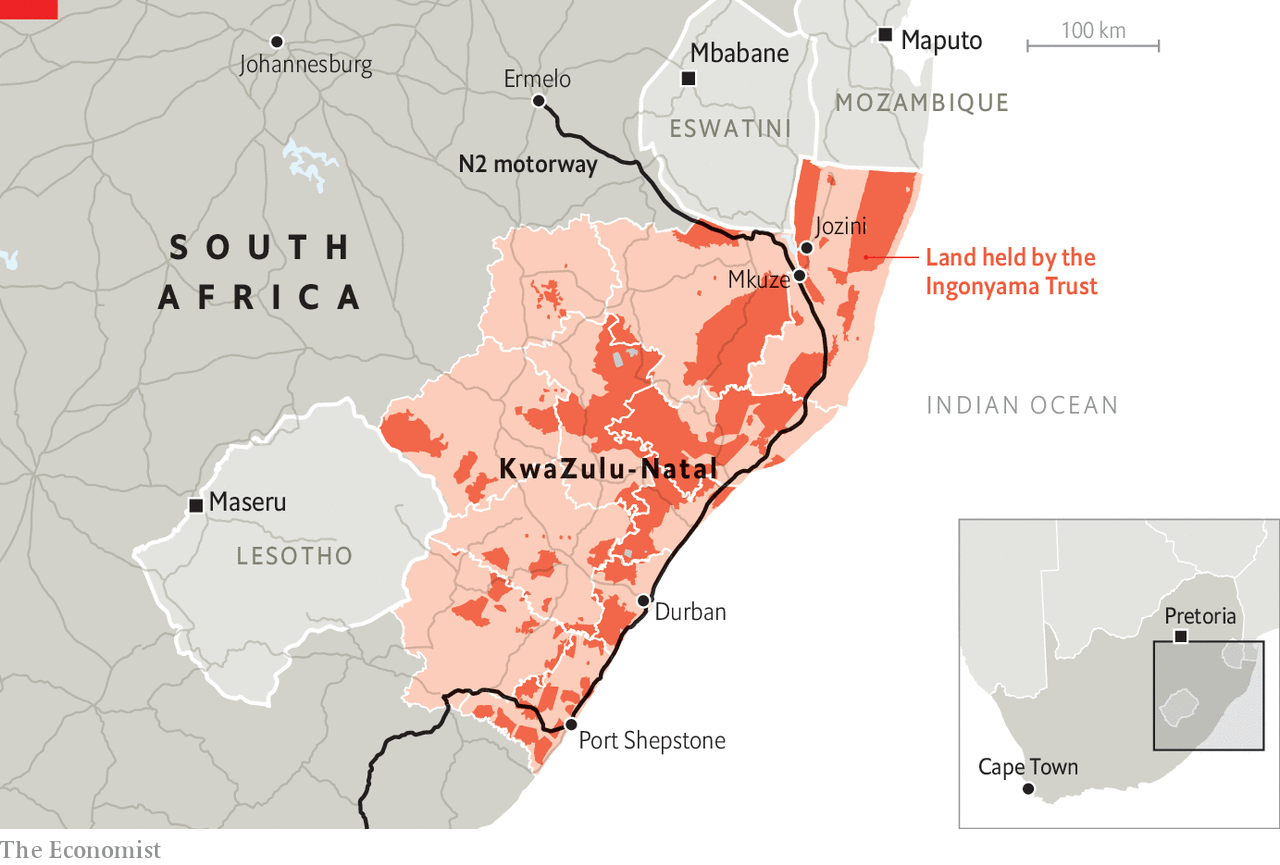 Johannesburg
Ermelo
Mbabane
Maputo
100 km
ESWATINI
MOZAMBIQUE
N2 motorway
SOUTH
AFRICA
Jozini
Mkuze
Land held by the
Ingonyama Trust
INDIAN OCEAN
KwaZulu-Natal
Maseru
LESOTHO
Durban
Port Shepstone
Pretoria
Cape Town
The Economist